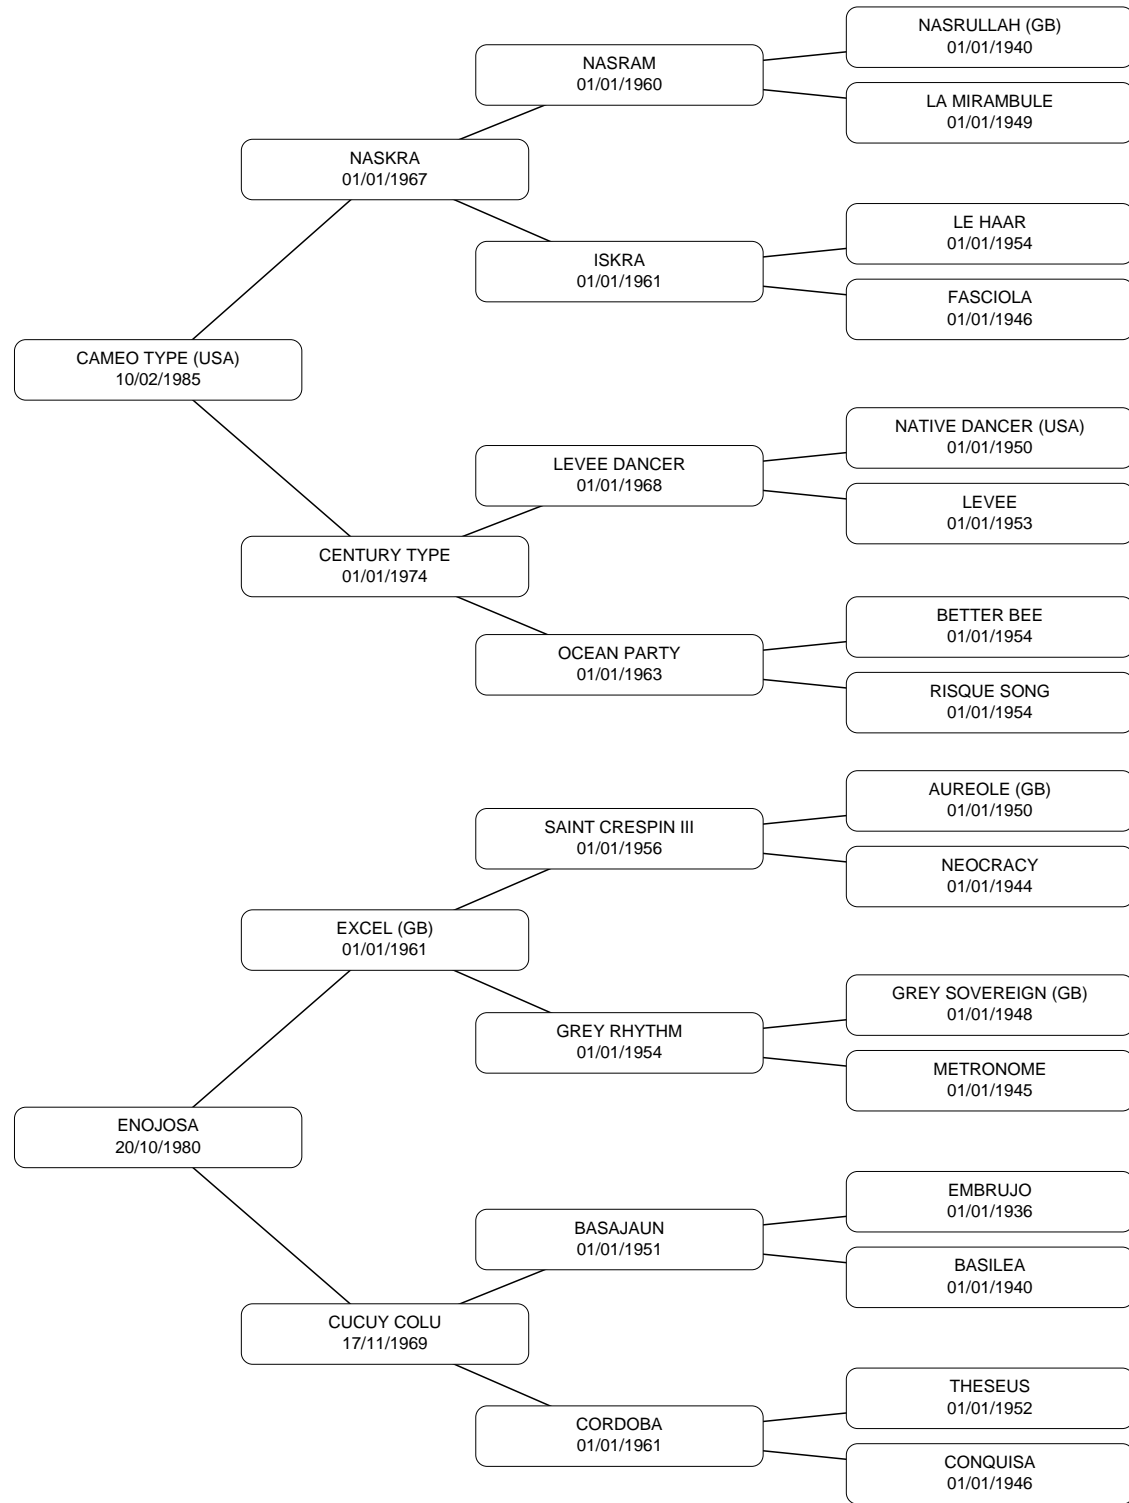 NASRULLAH (GB)
01/01/1940
NASRAM
01/01/1960
LA MIRAMBULE
01/01/1949
NASKRA
01/01/1967
LE HAAR
01/01/1954
ISKRA
01/01/1961
FASCIOLA
01/01/1946
CAMEO TYPE (USA)
10/02/1985
NATIVE DANCER (USA)
01/01/1950
LEVEE DANCER
01/01/1968
LEVEE
01/01/1953
CENTURY TYPE
01/01/1974
BETTER BEE
01/01/1954
OCEAN PARTY
01/01/1963
RISQUE SONG
01/01/1954
AUREOLE (GB)
01/01/1950
SAINT CRESPIN III
01/01/1956
NEOCRACY
01/01/1944
EXCEL (GB)
01/01/1961
GREY SOVEREIGN (GB)
01/01/1948
GREY RHYTHM
01/01/1954
METRONOME
01/01/1945
ENOJOSA
20/10/1980
EMBRUJO
01/01/1936
BASAJAUN
01/01/1951
BASILEA
01/01/1940
CUCUY COLU
17/11/1969
THESEUS
01/01/1952
CORDOBA
01/01/1961
CONQUISA
01/01/1946